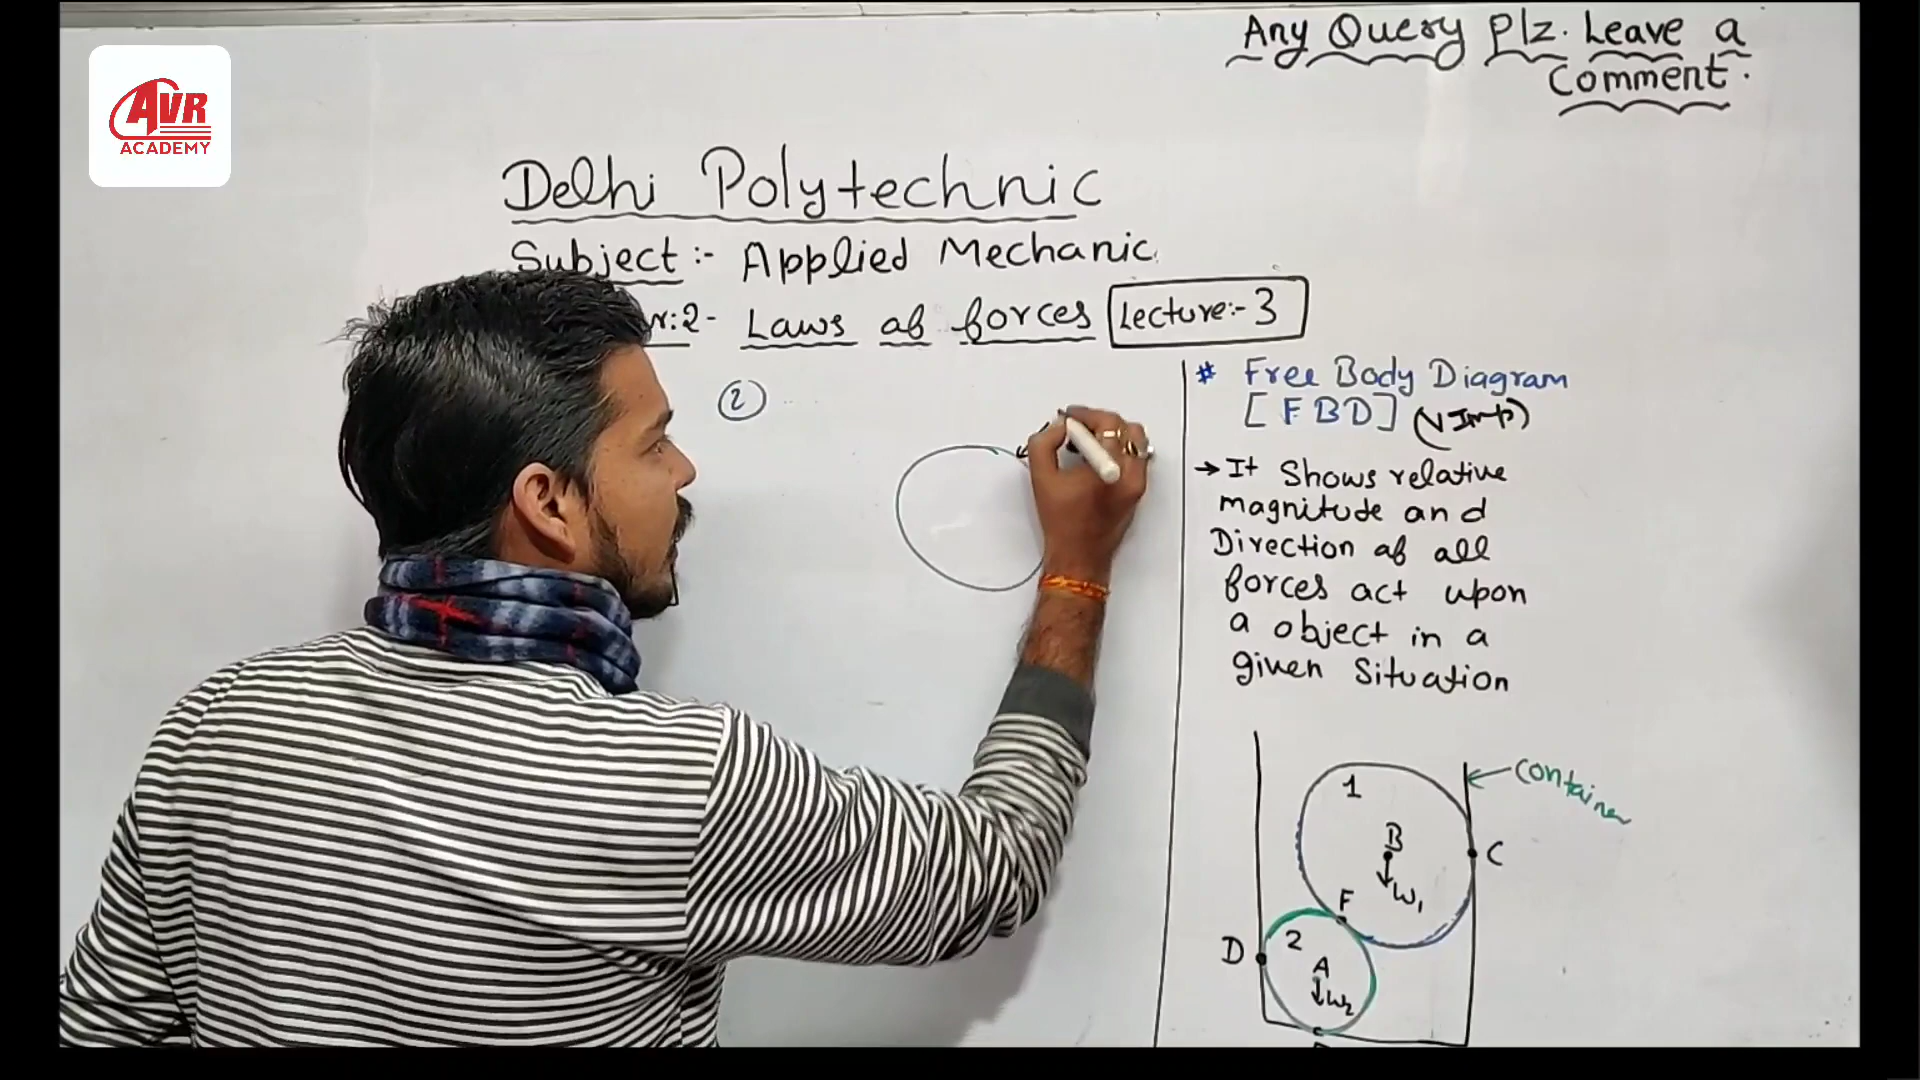 Any Query Plz. Leave a
Comment.
AVR
ACADEMY
Delhi Polytechnic
Subject :- Applied Mechanic
r:2- Laws of forces Lecture:- 3
2
# Free Body Diagram
[FBD] (V Imp)
→ It Shows relative
magnitude and
Direction of all
forces act upon
a object in a
given Situation
container
1
B
W1
C
F
D
2
A
W2